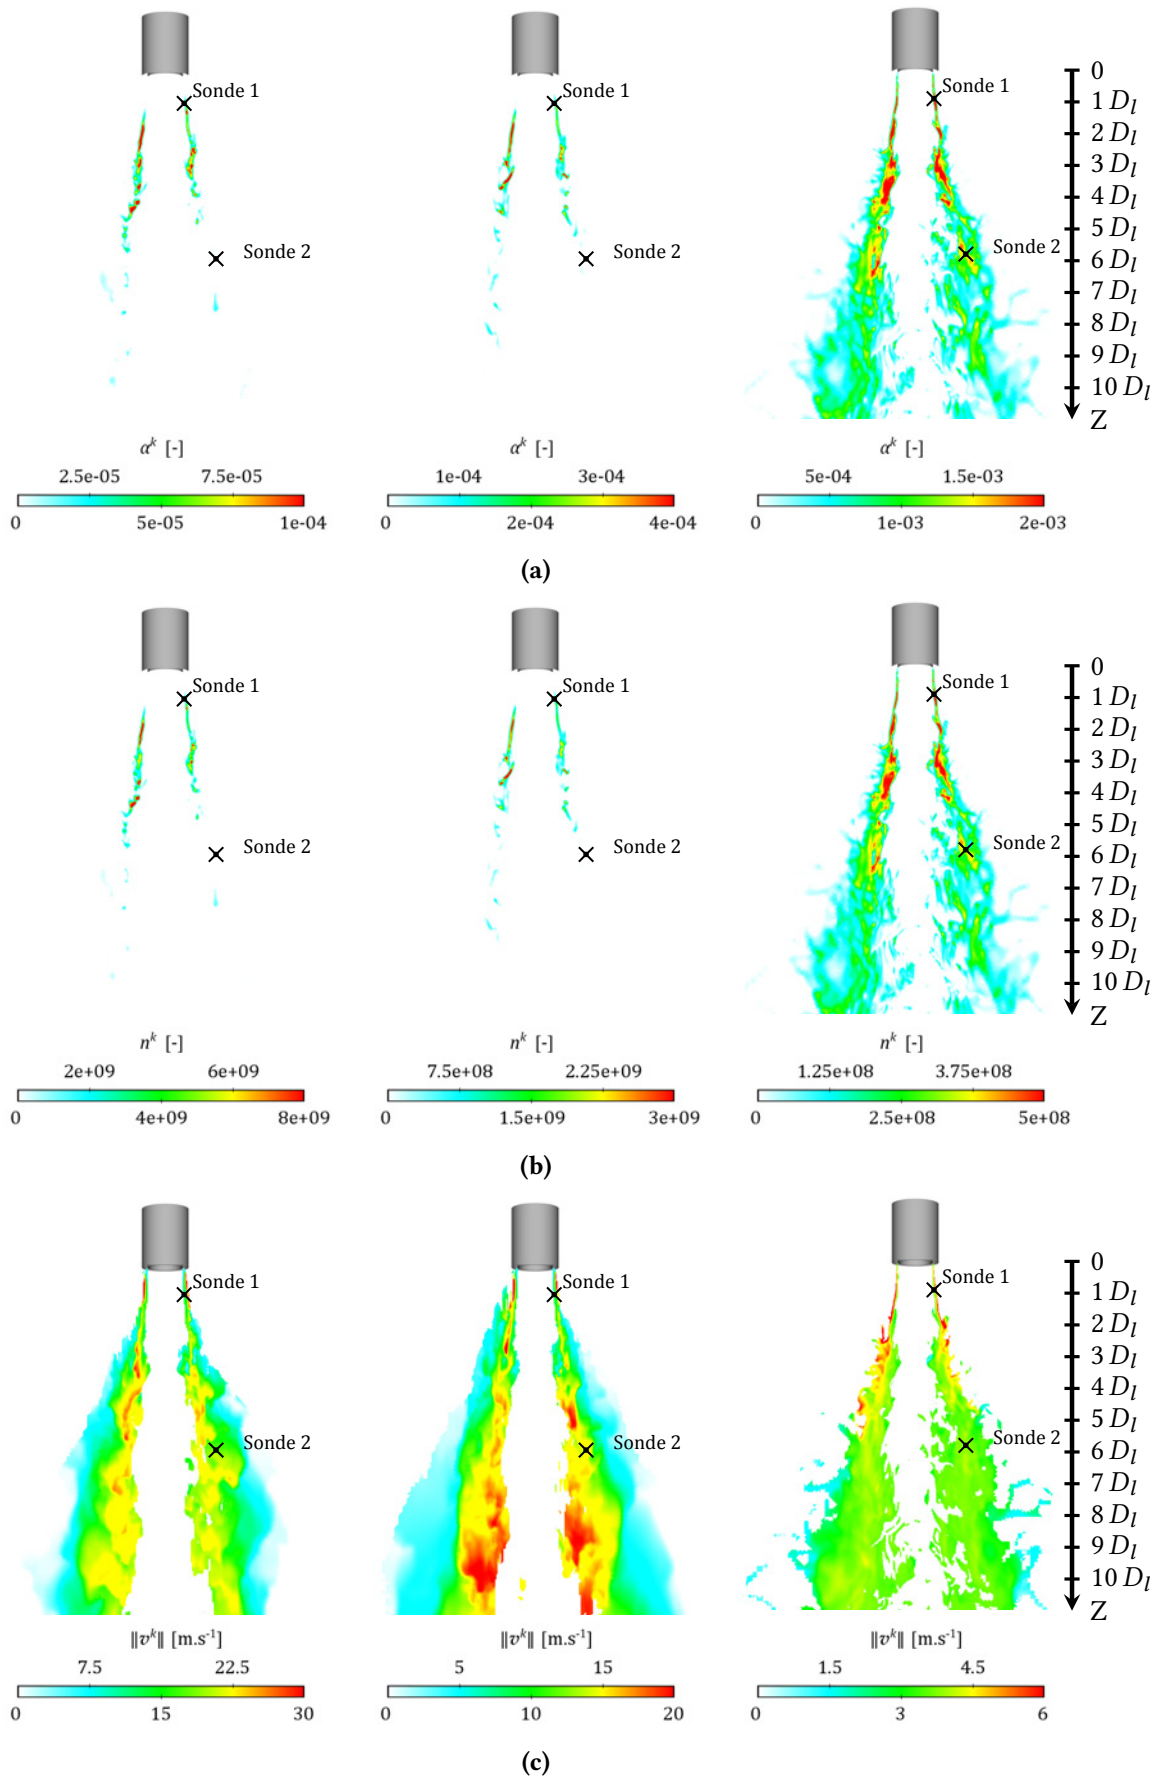 Sonde 1
Sonde 2
Sonde 1
Sonde 2
Sonde 1
Sonde 2
0
1 D_l
2 D_l
3 D_l
4 D_l
5 D_l
6 D_l
7 D_l
8 D_l
9 D_l
10 D_l
Z
α^k [-]
2.5e-05 7.5e-05
0 5e-05 1e-04
α^k [-]
1e-04 3e-04
0 2e-04 4e-04
α^k [-]
5e-04 1.5e-03
0 1e-03 2e-03
(a)
Sonde 1
Sonde 2
Sonde 1
Sonde 2
Sonde 1
Sonde 2
0
1 D_l
2 D_l
3 D_l
4 D_l
5 D_l
6 D_l
7 D_l
8 D_l
9 D_l
10 D_l
Z
n^k [-]
2e+09 6e+09
0 4e+09 8e+09
n^k [-]
7.5e+08 2.25e+09
0 1.5e+09 3e+09
n^k [-]
1.25e+08 3.75e+08
0 2.5e+08 5e+08
(b)
Sonde 1
Sonde 2
Sonde 1
Sonde 2
Sonde 1
Sonde 2
0
1 D_l
2 D_l
3 D_l
4 D_l
5 D_l
6 D_l
7 D_l
8 D_l
9 D_l
10 D_l
Z
‖v^k‖ [m.s⁻¹]
7.5 22.5
0 15 30
‖v^k‖ [m.s⁻¹]
5 15
0 10 20
‖v^k‖ [m.s⁻¹]
1.5 4.5
0 3 6
(c)